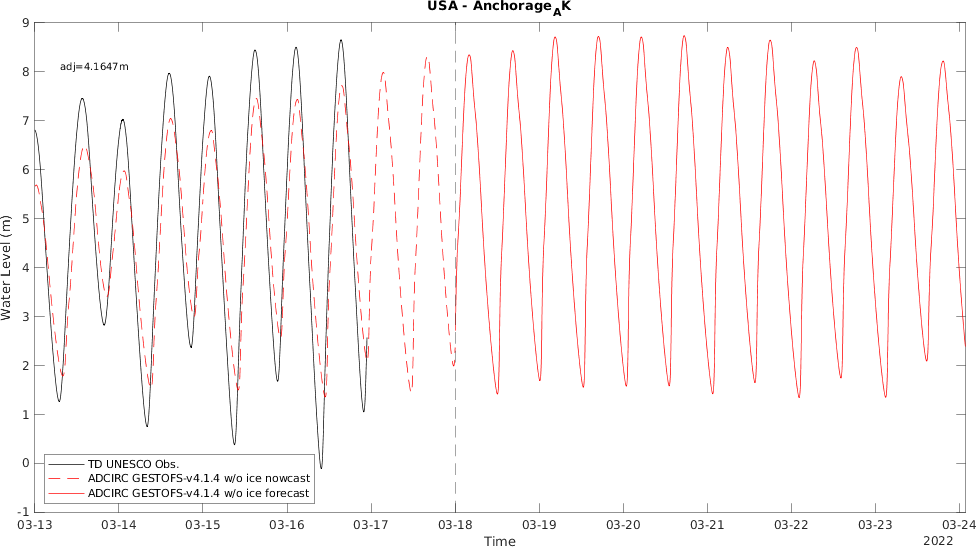 USA - Anchorage_AK
9
8
7
6
5
4
3
2
1
0
-1
Water Level (m)
adj=4.1647m
TD UNESCO Obs.
ADCIRC GESTOFS-v4.1.4 w/o ice nowcast
ADCIRC GESTOFS-v4.1.4 w/o ice forecast
03-13 03-14 03-15 03-16 03-17 03-18 03-19 03-20 03-21 03-22 03-23 03-24
Time
2022